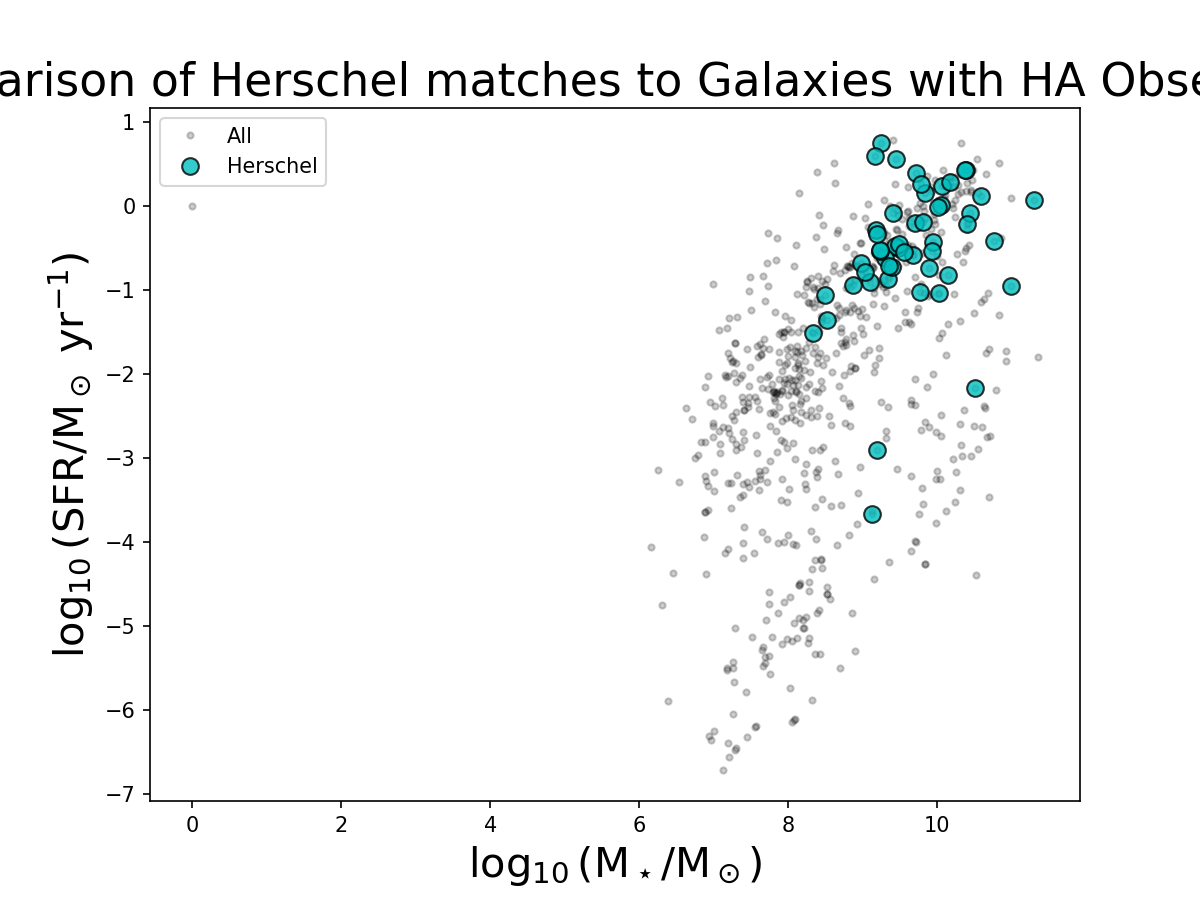 arison of Herschel matches to Galaxies with HA Obse
All
Herschel
1
0
−1
−2
−3
−4
−5
−6
−7
log₁₀(SFR/M⊙ yr⁻¹)
0 2 4 6 8 10
log₁₀(M⋆/M⊙)